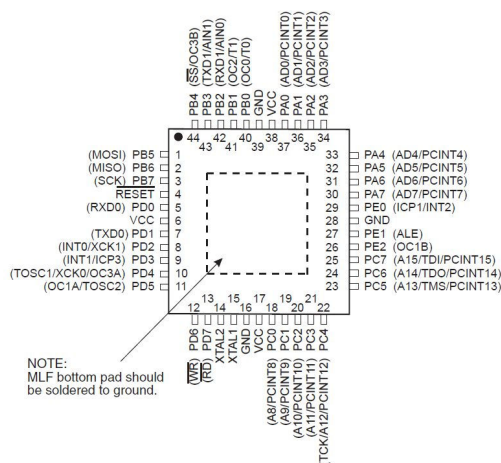 PB4 (SS/OC3B)
PB3 (TXD1/AIN1)
PB2 (RXD1/AIN0)
PB1 (OC2/T1)
PB0 (OC0/T0)
GND
VCC
PA0 (AD0/PCINT0)
PA1 (AD1/PCINT1)
PA2 (AD2/PCINT2)
PA3 (AD3/PCINT3)
44
43
42
41
40
39
38
37
36
35
34
(MOSI) PB5 1
(MISO) PB6 2
(SCK) PB7 3
RESET 4
(RXD0) PD0 5
VCC 6
(TXD0) PD1 7
(INT0/XCK1) PD2 8
(INT1/ICP3) PD3 9
(TOSC1/XCK0/OC3A) PD4 10
(OC1A/TOSC2) PD5 11
33 PA4 (AD4/PCINT4)
32 PA5 (AD5/PCINT5)
31 PA6 (AD6/PCINT6)
30 PA7 (AD7/PCINT7)
29 PE0 (ICP1/INT2)
28 GND
27 PE1 (ALE)
26 PE2 (OC1B)
25 PC7 (A15/TDI/PCINT15)
24 PC6 (A14/TDO/PCINT14)
23 PC5 (A13/TMS/PCINT13)
12
13
14
15
16
17
18
19
20
21
22
(WR) PD6
(RD) PD7
XTAL2
XTAL1
GND
VCC
(A8/PCINT8) PC0
(A9/PCINT9) PC1
(A10/PCINT10) PC2
(A11/PCINT11) PC3
TCK/A12/PCINT12) PC4
NOTE:
MLF bottom pad should
be soldered to ground.